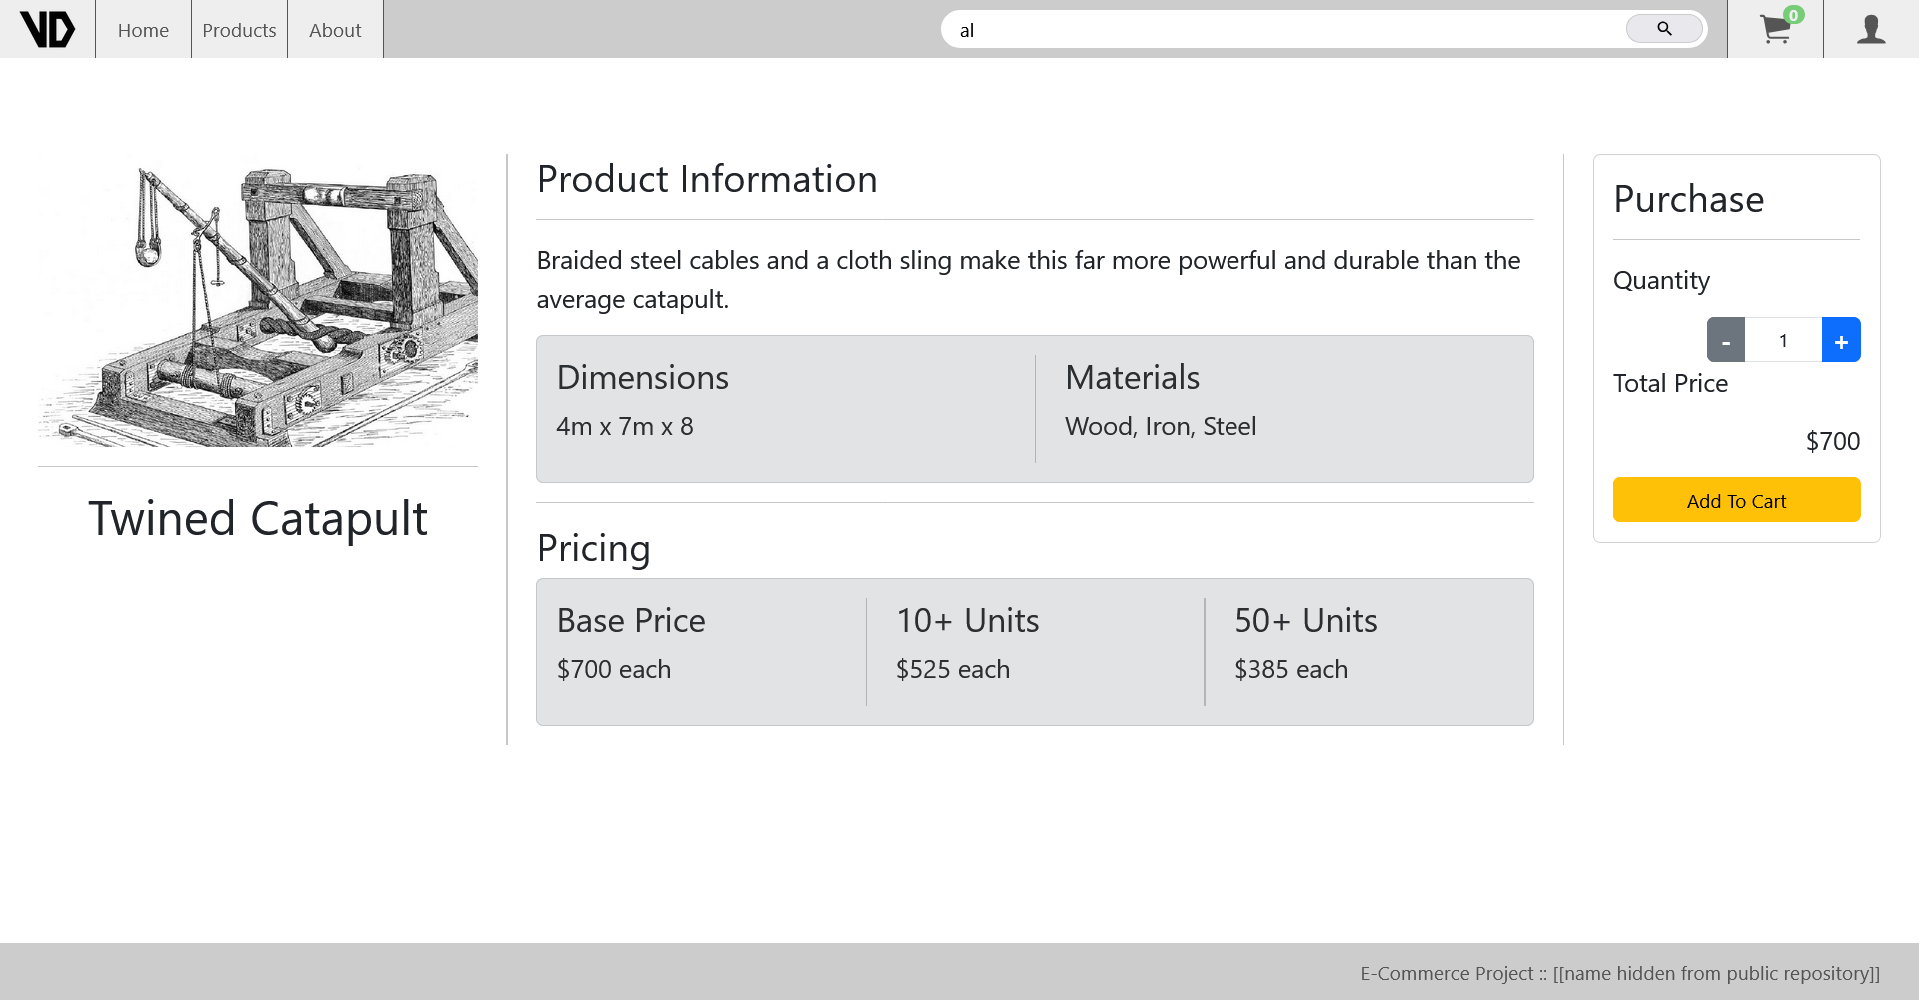 VD
Home
Products
About
al
0
Product Information
Braided steel cables and a cloth sling make this far more powerful and durable than the
average catapult.
Dimensions
4m x 7m x 8
Materials
Wood, Iron, Steel
Twined Catapult
Pricing
Base Price
$700 each
10+ Units
$525 each
50+ Units
$385 each
Purchase
Quantity
- 1 +
Total Price
$700
Add To Cart
E-Commerce Project :: [[name hidden from public repository]]